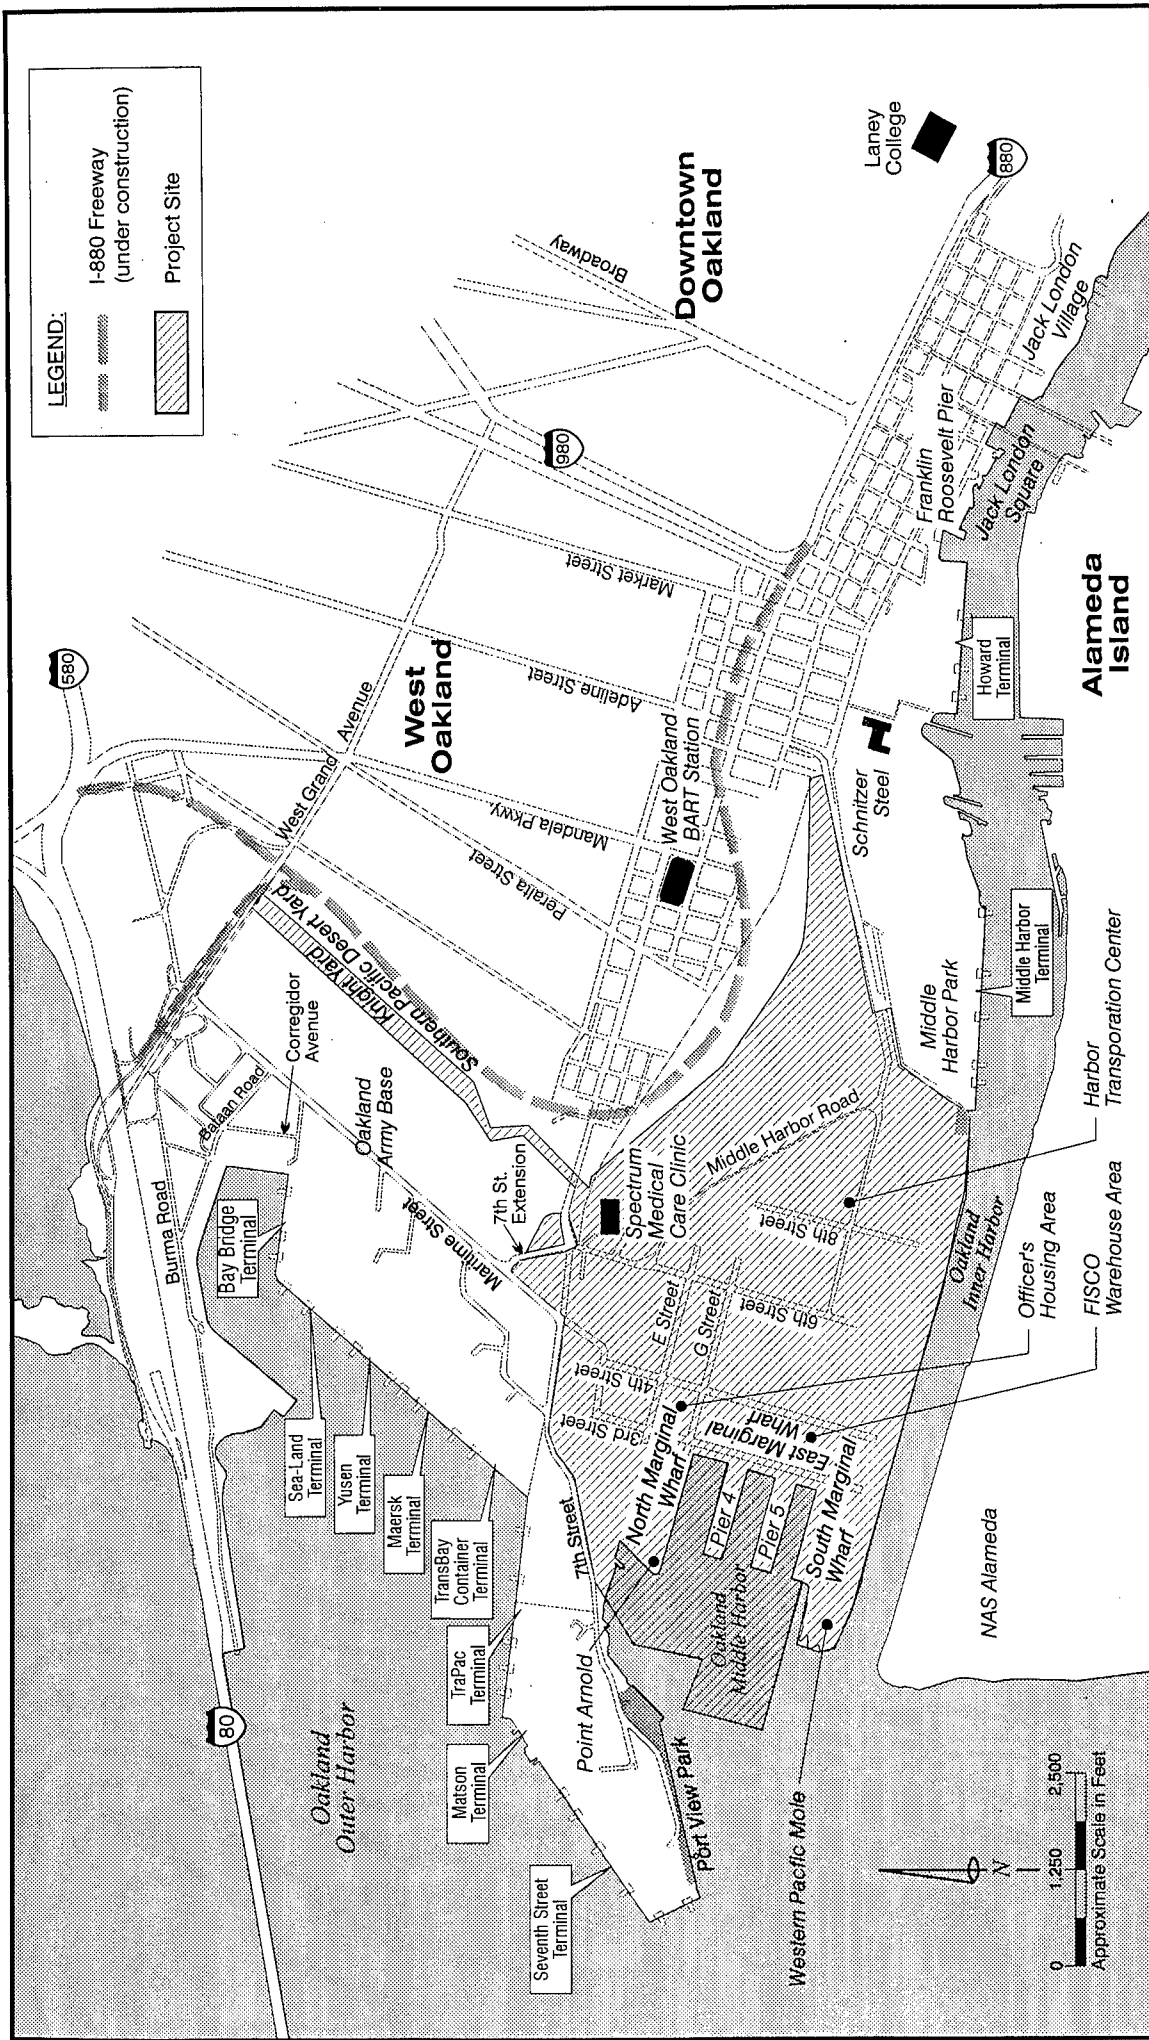 LEGEND:
I-880 Freeway
(under construction)
Project Site
580
80
980
880
Burma Road
Balaan Road
Corregidor
Avenue
West Grand
Avenue
Knight Yard
Southern Pacific Desert Yard
Oakland
Army Base
Maritime Street
7th St.
Extension
West
Oakland
Mandela Pkwy
Peralta Street
Adeline Street
Market Street
Broadway
Downtown
Oakland
Laney
College
West Oakland
BART Station
Bay Bridge
Terminal
Sea-Land
Terminal
Yusen
Terminal
Maersk
Terminal
TransBay
Container
Terminal
TraPac
Terminal
Matson
Terminal
Seventh Street
Terminal
Oakland
Outer Harbor
7th Street
Point Arnold
Port View Park
Spectrum
Medical
Care Clinic
Middle Harbor Road
8th Street
6th Street
E Street
G Street
4th Street
3rd Street
North Marginal
Wharf
East Marginal
Wharf
South Marginal
Wharf
Pier 4
Pier 5
Oakland
Middle Harbor
Western Pacific Mole
Oakland
Inner Harbor
Middle
Harbor Park
Middle Harbor
Terminal
Schnitzer
Steel
Howard
Terminal
Franklin
Roosevelt Pier
Jack London
Square
Jack London
Village
Alameda
Island
NAS Alameda
Officer's
Housing Area
FISCO
Warehouse Area
Harbor
Transporation Center
N
0
1,250
2,500
Approximate Scale in Feet